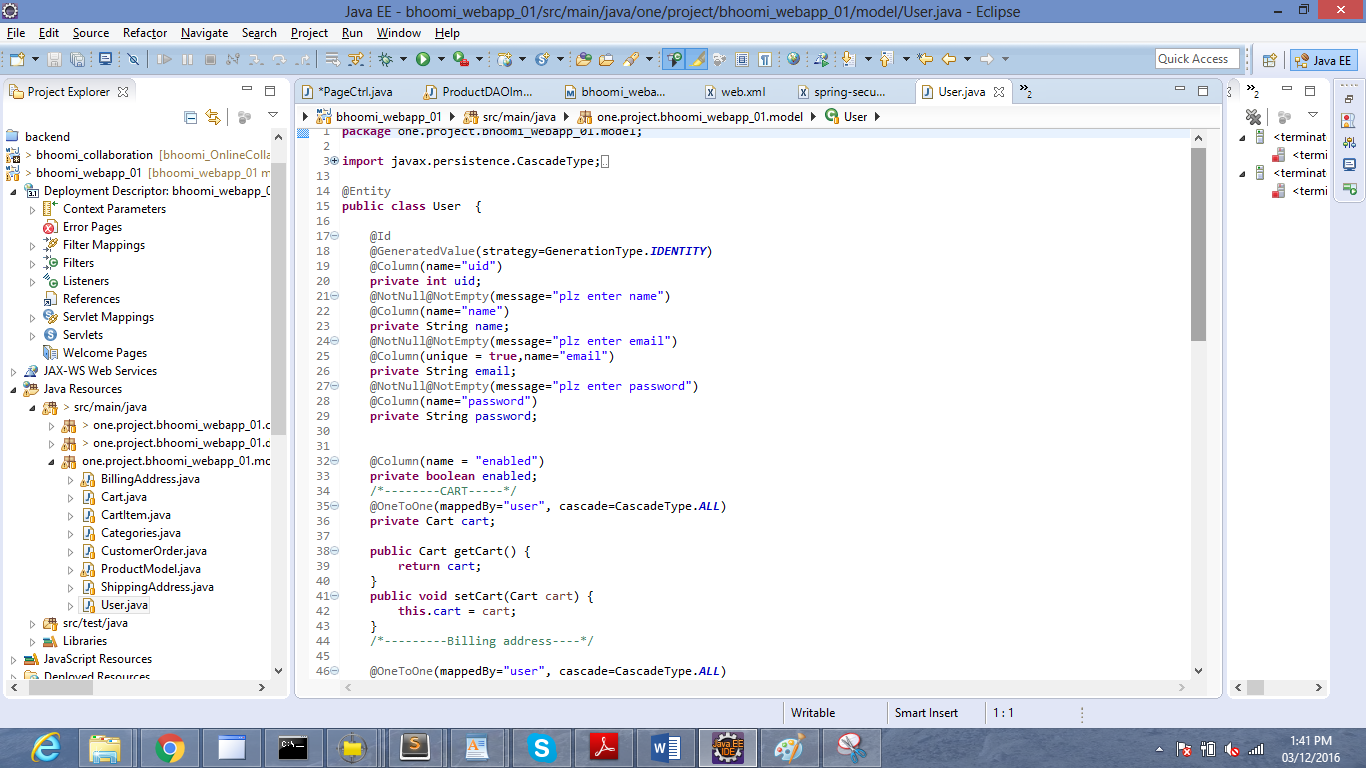 Java EE - bhoomi_webapp_01/src/main/java/one/project/bhoomi_webapp_01/model/User.java - Eclipse
File Edit Source Refactor Navigate Search Project Run Window Help
Quick Access Java EE
Project Explorer
backend
> bhoomi_collaboration [bhoomi_OnlineColla
> bhoomi_webapp_01 [bhoomi_webapp_01 m
Deployment Descriptor: bhoomi_webapp_0
Context Parameters
Error Pages
Filter Mappings
Filters
Listeners
References
Servlet Mappings
Servlets
Welcome Pages
JAX-WS Web Services
Java Resources
> src/main/java
> one.project.bhoomi_webapp_01.c
> one.project.bhoomi_webapp_01.c
one.project.bhoomi_webapp_01.mo
BillingAddress.java
Cart.java
CartItem.java
Categories.java
CustomerOrder.java
ProductModel.java
ShippingAddress.java
User.java
src/test/java
Libraries
JavaScript Resources
Deployed Resources
*PageCtrl.java ProductDAOIm... bhoomi_weba... web.xml spring-secu... User.java »2
bhoomi_webapp_01 src/main/java one.project.bhoomi_webapp_01.model User
1 package one.project.bhoomi_webapp_01.model;
2
3 import javax.persistence.CascadeType;
13
14 @Entity
15 public class User {
16
17 @Id
18 @GeneratedValue(strategy=GenerationType.IDENTITY)
19 @Column(name="uid")
20 private int uid;
21 @NotNull@NotEmpty(message="plz enter name")
22 @Column(name="name")
23 private String name;
24 @NotNull@NotEmpty(message="plz enter email")
25 @Column(unique = true,name="email")
26 private String email;
27 @NotNull@NotEmpty(message="plz enter password")
28 @Column(name="password")
29 private String password;
30
31
32 @Column(name = "enabled")
33 private boolean enabled;
34 /*--------CART-----*/
35 @OneToOne(mappedBy="user", cascade=CascadeType.ALL)
36 private Cart cart;
37
38 public Cart getCart() {
39 return cart;
40 }
41 public void setCart(Cart cart) {
42 this.cart = cart;
43 }
44 /*---------Billing address----*/
45
46 @OneToOne(mappedBy="user", cascade=CascadeType.ALL)
»2
<terminat
<termi
<terminat
<termi
Writable Smart Insert 1 : 1
1:41 PM
03/12/2016